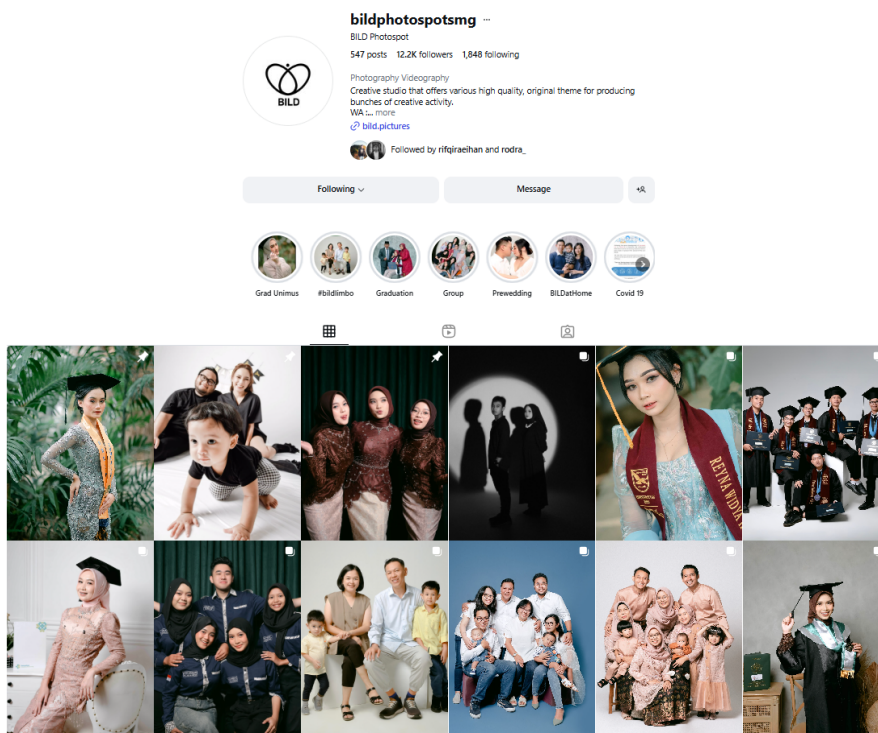 bildphotospotsmg ...
BILD Photospot
547 posts 12.2K followers 1,848 following
BILD
Photography Videography
Creative studio that offers various high quality, original theme for producing
bunches of creative activity.
WA :... more
bild.pictures
Followed by rifqiraeihan and rodra_
Following Message
Grad Unimus #bildlimbo Graduation Group Prewedding BILDatHome Covid 19
REYNA WIDYA